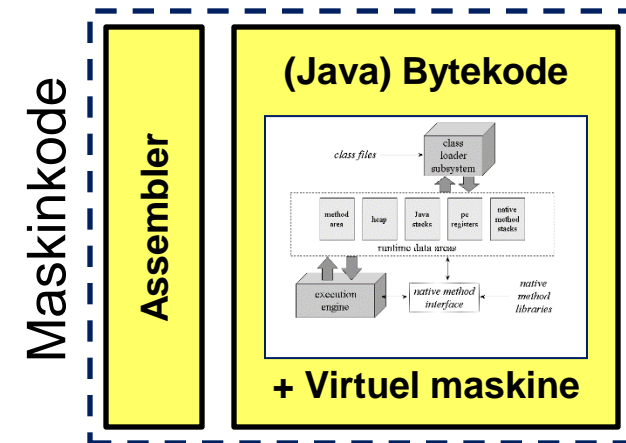 Maskinkode
Assembler
(Java) Bytekode
class files
class
loader
subsystem
method
area
heap
Java
stacks
pc
registers
native
method
stacks
runtime data areas
execution
engine
native method
interface
native
method
libraries
+ Virtuel maskine